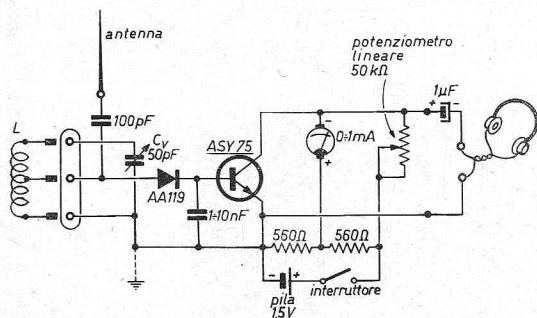 antenna
100pF
L
Cv
50pF
AA119
1÷10nF
ASY 75
- 
0÷1mA
+
potenziometro
lineare
50kΩ
+ 1µF -
560Ω
560Ω
- +
pila
1.5V
interruttore